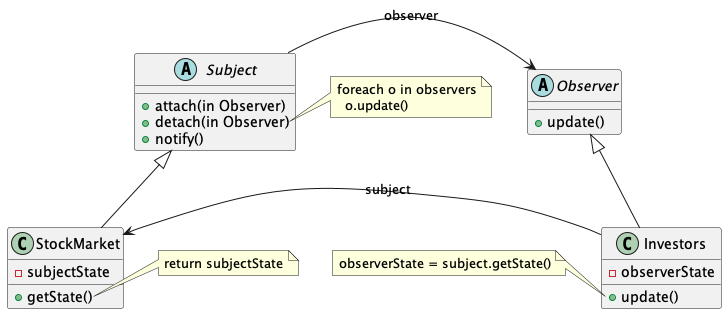 observer
A Subject
attach(in Observer)
detach(in Observer)
notify()
foreach o in observers
o.update()
A Observer
update()
subject
C StockMarket
subjectState
getState()
return subjectState
observerState = subject.getState()
C Investors
observerState
update()